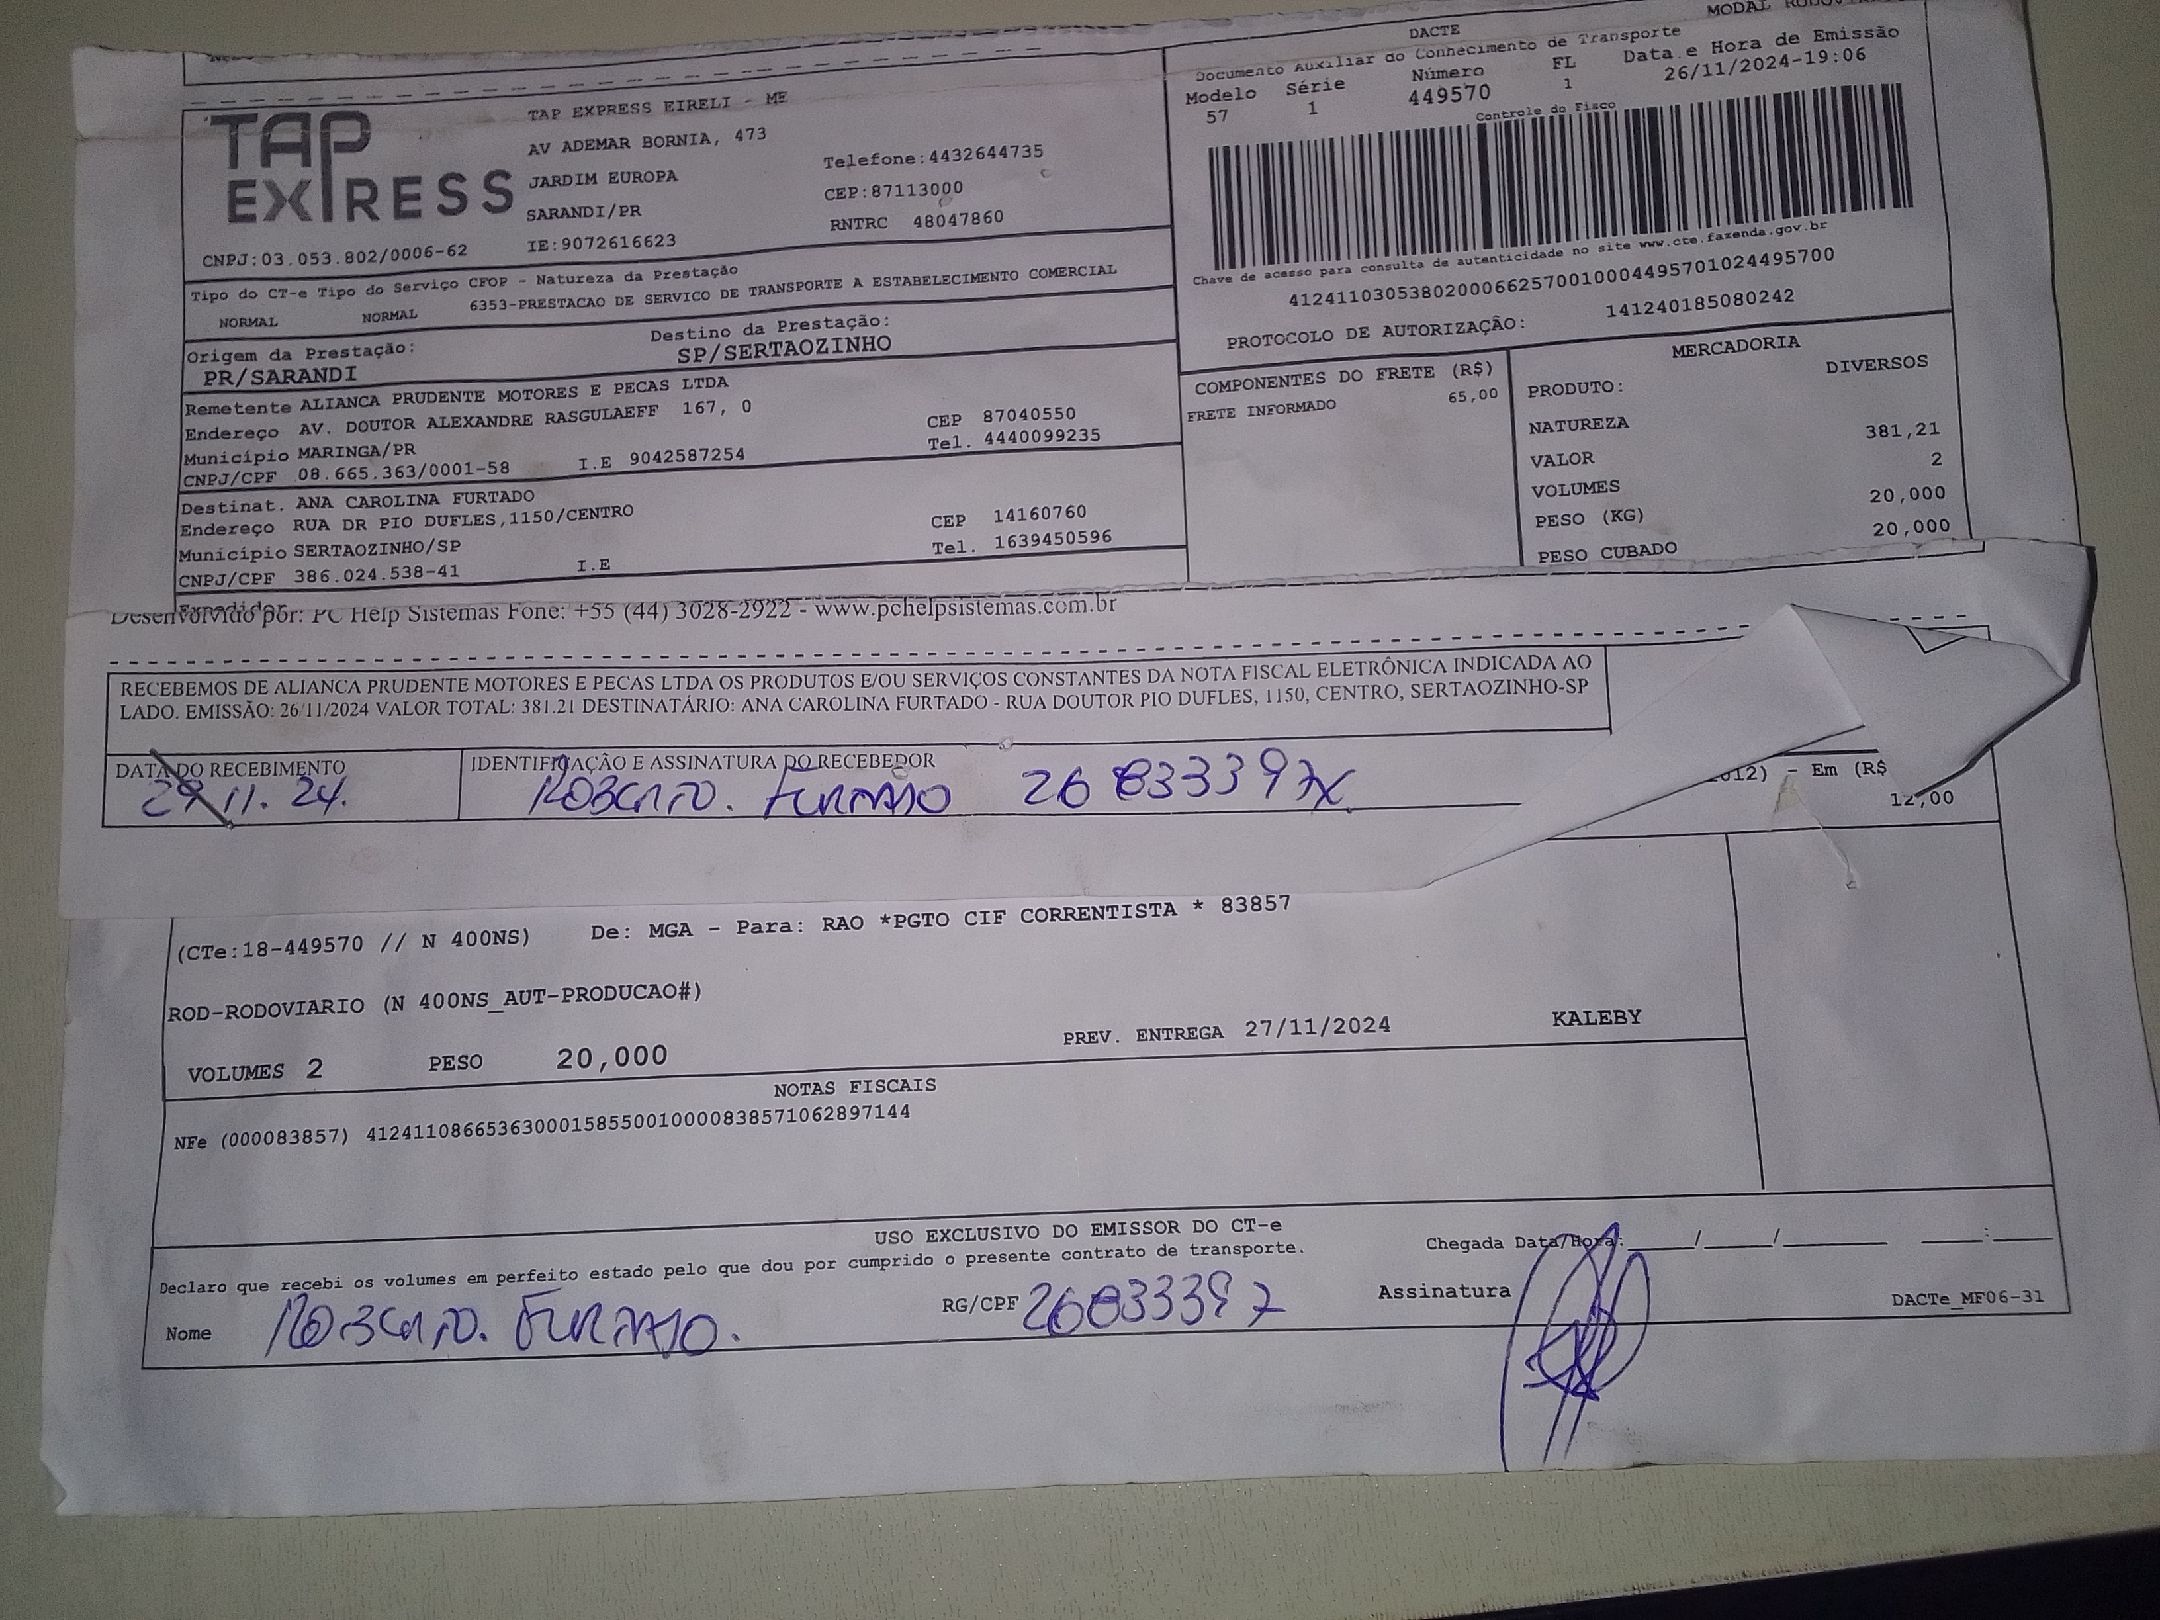 MODAL
DACTE
Documento Auxiliar do Conhecimento de Transporte
Modelo Série Número FL Data e Hora de Emissão
57 1 449570 1 26/11/2024-19:06
Controle do Fisco
TAP EXPRESS
TAP EXPRESS EIRELI - ME
AV ADEMAR BORNIA, 473
JARDIM EUROPA
SARANDI/PR
IE:9072616623
Telefone:4432644735
CEP:87113000
RNTRC 48047860
CNPJ:03.053.802/0006-62
Chave de acesso para consulta de autenticidade no site www.cte.fazenda.gov.br
41241103053802000662570010004495701024495700
PROTOCOLO DE AUTORIZAÇÃO: 141240185080242
Tipo do CT-e Tipo do Serviço CFOP - Natureza da Prestação
NORMAL NORMAL 6353-PRESTACAO DE SERVICO DE TRANSPORTE A ESTABELECIMENTO COMERCIAL
Origem da Prestação: Destino da Prestação:
PR/SARANDI SP/SERTAOZINHO
Remetente ALIANCA PRUDENTE MOTORES E PECAS LTDA
Endereço AV. DOUTOR ALEXANDRE RASGULAEFF 167, 0 CEP 87040550
Município MARINGA/PR Tel. 4440099235
CNPJ/CPF 08.665.363/0001-58 I.E 9042587254
Destinat. ANA CAROLINA FURTADO
Endereço RUA DR PIO DUFLES,1150/CENTRO CEP 14160760
Município SERTAOZINHO/SP Tel. 1639450596
CNPJ/CPF 386.024.538-41 I.E
COMPONENTES DO FRETE (R$)
FRETE INFORMADO 65,00
MERCADORIA
PRODUTO: DIVERSOS
NATUREZA
VALOR 381,21
VOLUMES 2
PESO (KG) 20,000
PESO CUBADO 20,000
Expedidor
Desenvolvido por: PC Help Sistemas Fone: +55 (44) 3028-2922 - www.pchelpsistemas.com.br
RECEBEMOS DE ALIANCA PRUDENTE MOTORES E PECAS LTDA OS PRODUTOS E/OU SERVIÇOS CONSTANTES DA NOTA FISCAL ELETRÔNICA INDICADA AO
LADO. EMISSÃO: 26/11/2024 VALOR TOTAL: 381.21 DESTINATÁRIO: ANA CAROLINA FURTADO - RUA DOUTOR PIO DUFLES, 1150, CENTRO, SERTAOZINHO-SP
DATA DO RECEBIMENTO IDENTIFICAÇÃO E ASSINATURA DO RECEBEDOR
11.24. Furtado 26833397X
2012) - Em (R$
12,00
(CTe:18-449570 // N 400NS) De: MGA - Para: RAO *PGTO CIF CORRENTISTA * 83857
ROD-RODOVIARIO (N 400NS_AUT-PRODUCAO#)
PREV. ENTREGA 27/11/2024 KALEBY
VOLUMES 2 PESO 20,000
NOTAS FISCAIS
NFe (000083857) 41241108665363000158550010000838571062897144
USO EXCLUSIVO DO EMISSOR DO CT-e
Declaro que recebi os volumes em perfeito estado pelo que dou por cumprido o presente contrato de transporte.
Chegada Data/Hora: ____/____/______ ___:___
Nome Furtado. RG/CPF 26833397 Assinatura
DACTe_MF06-31